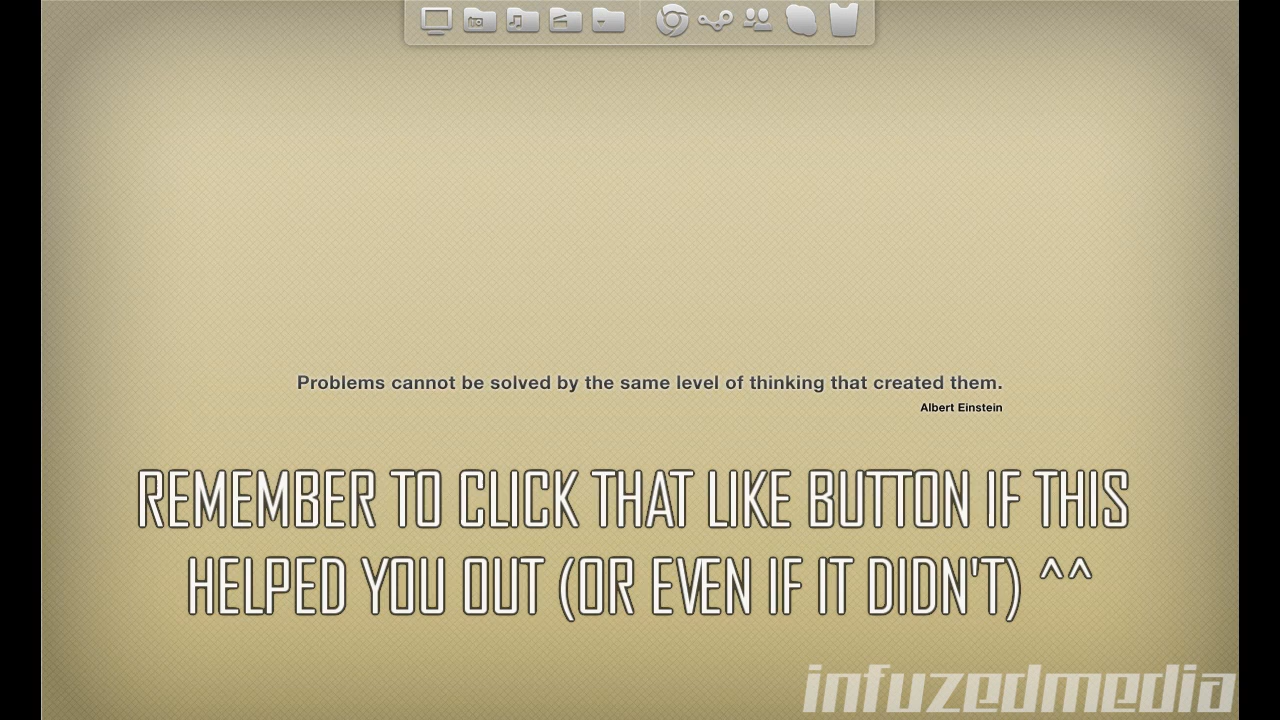 Problems cannot be solved by the same level of thinking that created them.
Albert Einstein
REMEMBER TO CLICK THAT LIKE BUTTON IF THIS
HELPED YOU OUT (OR EVEN IF IT DIDN'T) ^^
infuzedmedia